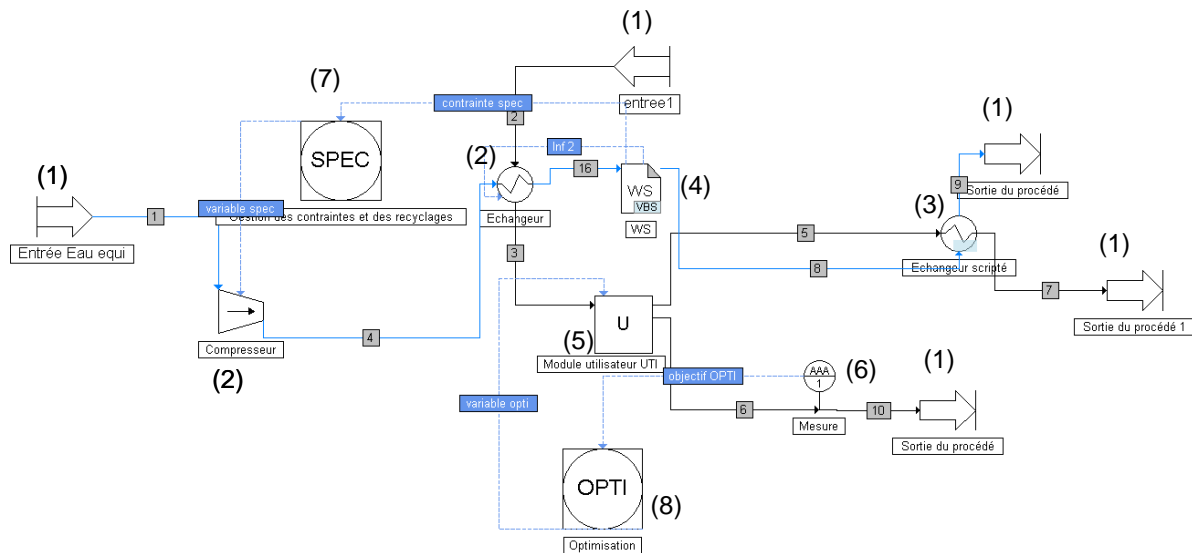 (1)
(1)
(7)
contrainte spec
entree1
2
(1)
SPEC
(2)
Inf 2
16
WS
VBS
WS
(4)
9
Sortie du procédé
(1)
1
variable spec
Gestion des contraintes et des recyclages
Echangeur
(3)
Entrée Eau equi
3
5
8
Echangeur scripté
(1)
7
Sortie du procédé 1
U
4
Compresseur
(5)
Module utilisateur UTI
(2)
objectif OPTI
AAA
1
(6)
(1)
variable opti
6
10
Mesure
Sortie du procédé
OPTI
(8)
Optimisation